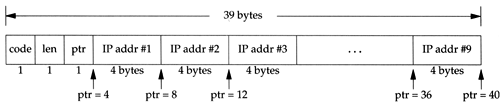 39 bytes
code len ptr IP addr #1 IP addr #2 IP addr #3 ... IP addr #9
1 1 1 4 bytes 4 bytes 4 bytes 4 bytes
ptr = 4 ptr = 8 ptr = 12 ptr = 36 ptr = 40